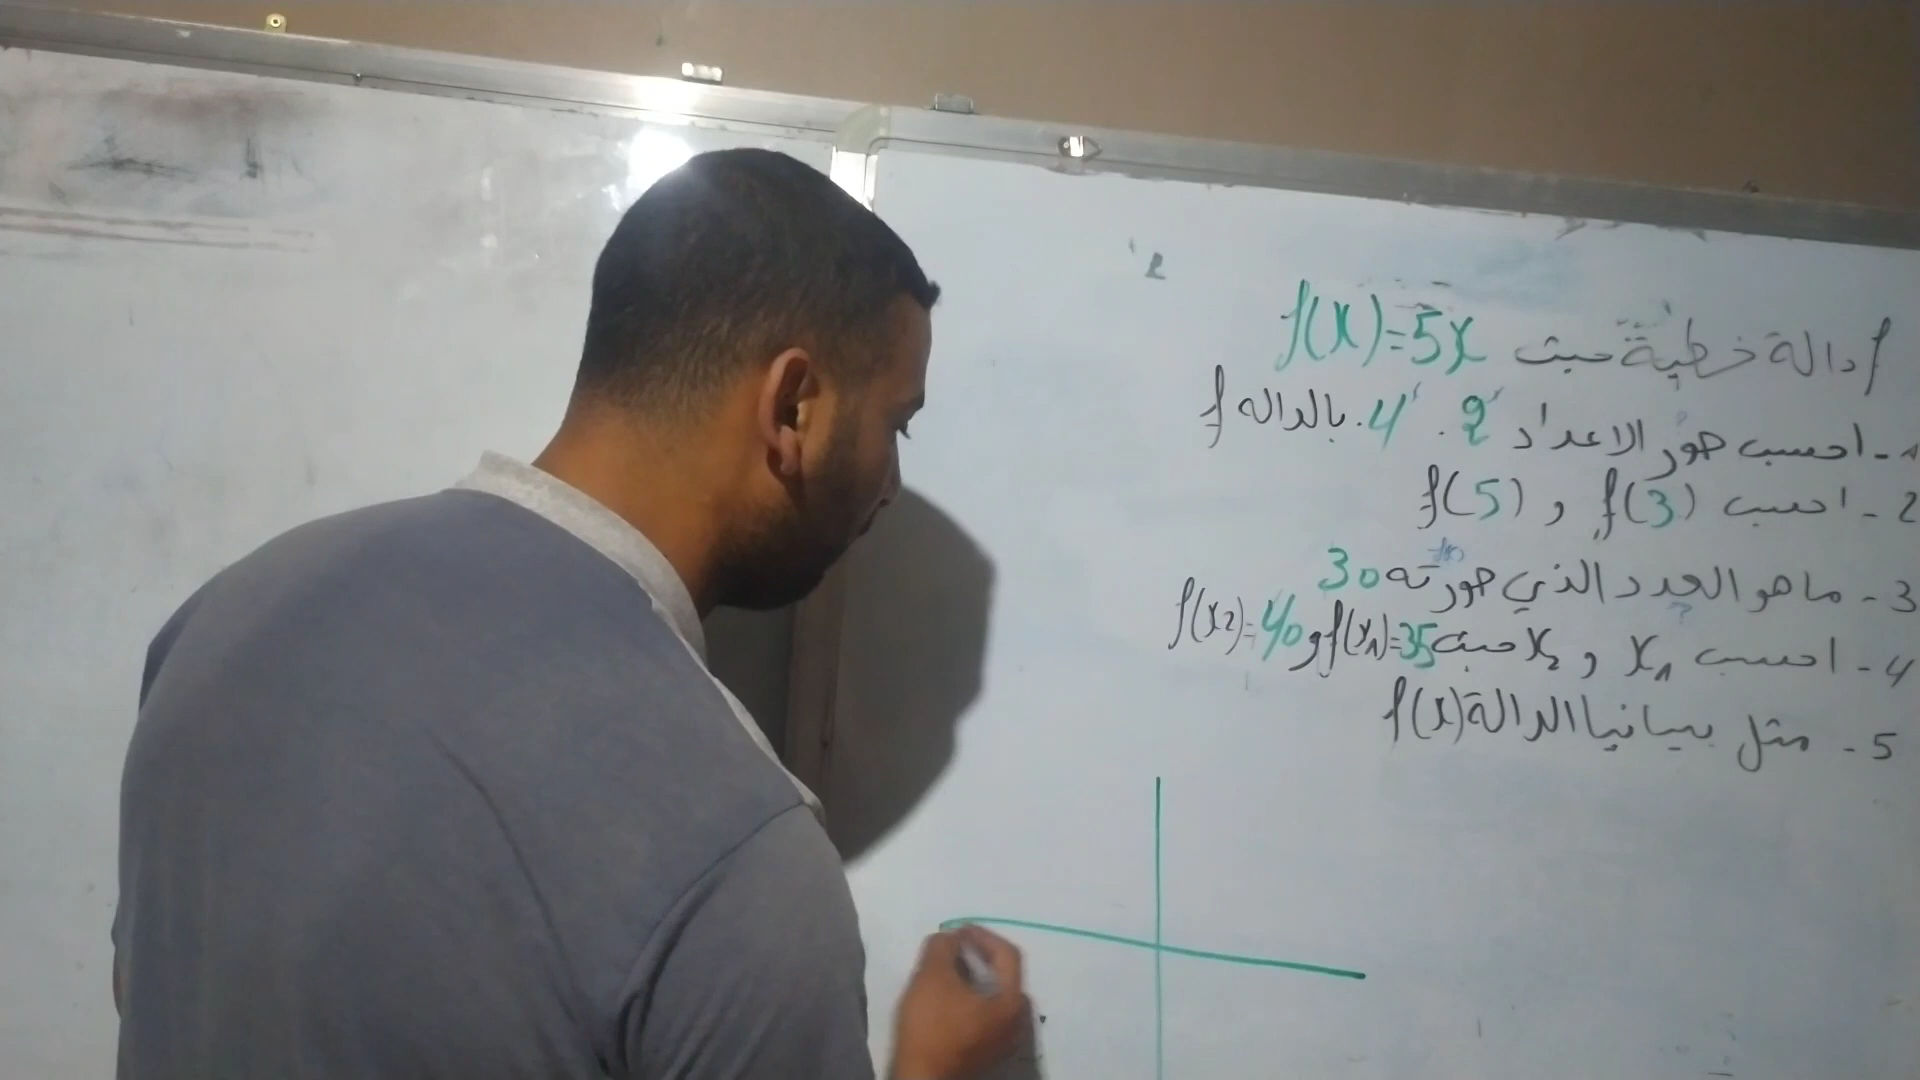 f دالة خطية حيث f(x)=5x
1 - احسب صور الاعداد 2 . 4 . بالداله f
2 - احسب f(3) و f(5)
3 - ما هو العدد الذي صورته 30
4 - احسب x1 و x2 حيث f(x1)=35 و f(x2)=40
5 - مثل بيانيا الدالة f(x)